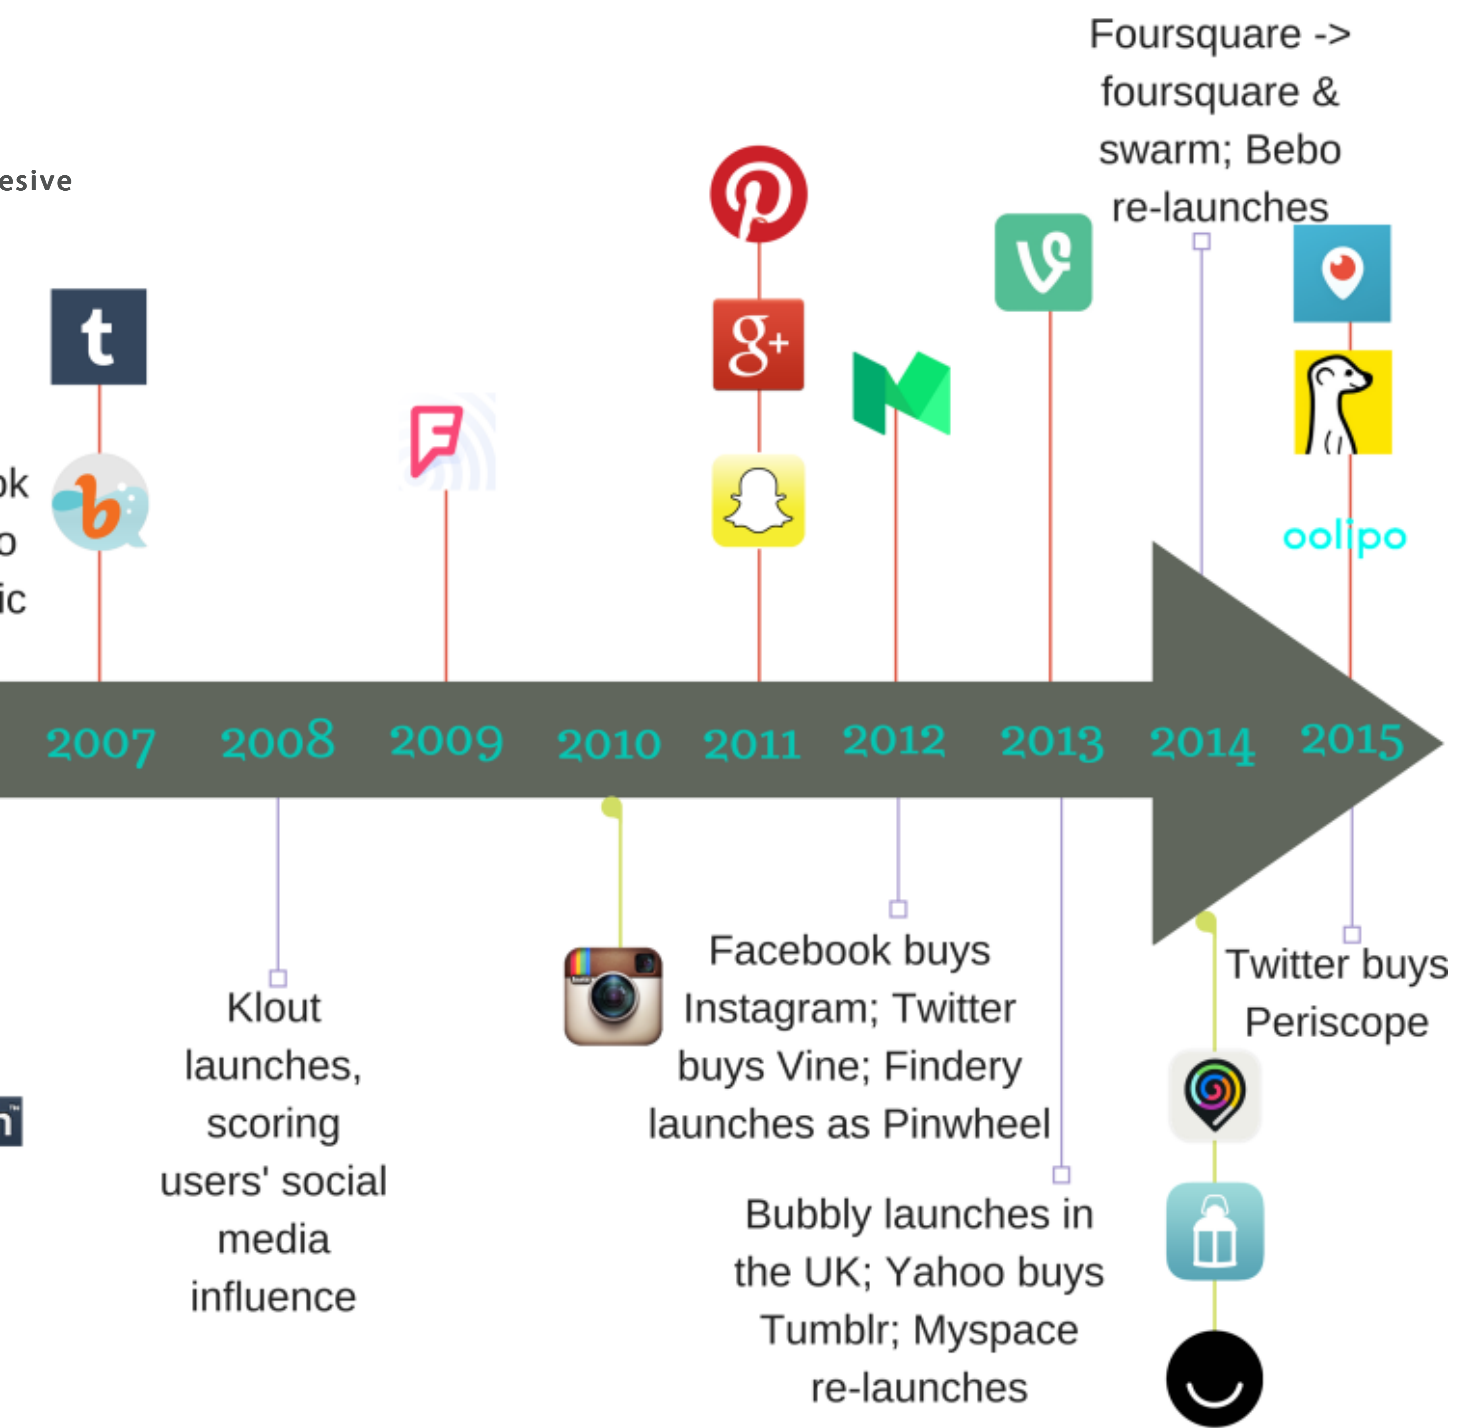 Foursquare ->
foursquare &
swarm; Bebo
re-launches
esive
t
b
ok
o
ic
F
g+
oolipo
2007 2008 2009 2010 2011 2012 2013 2014 2015
Klout
launches,
scoring
users' social
media
influence
Facebook buys
Instagram; Twitter
buys Vine; Findery
launches as Pinwheel
Bubbly launches in
the UK; Yahoo buys
Tumblr; Myspace
re-launches
Twitter buys
Periscope